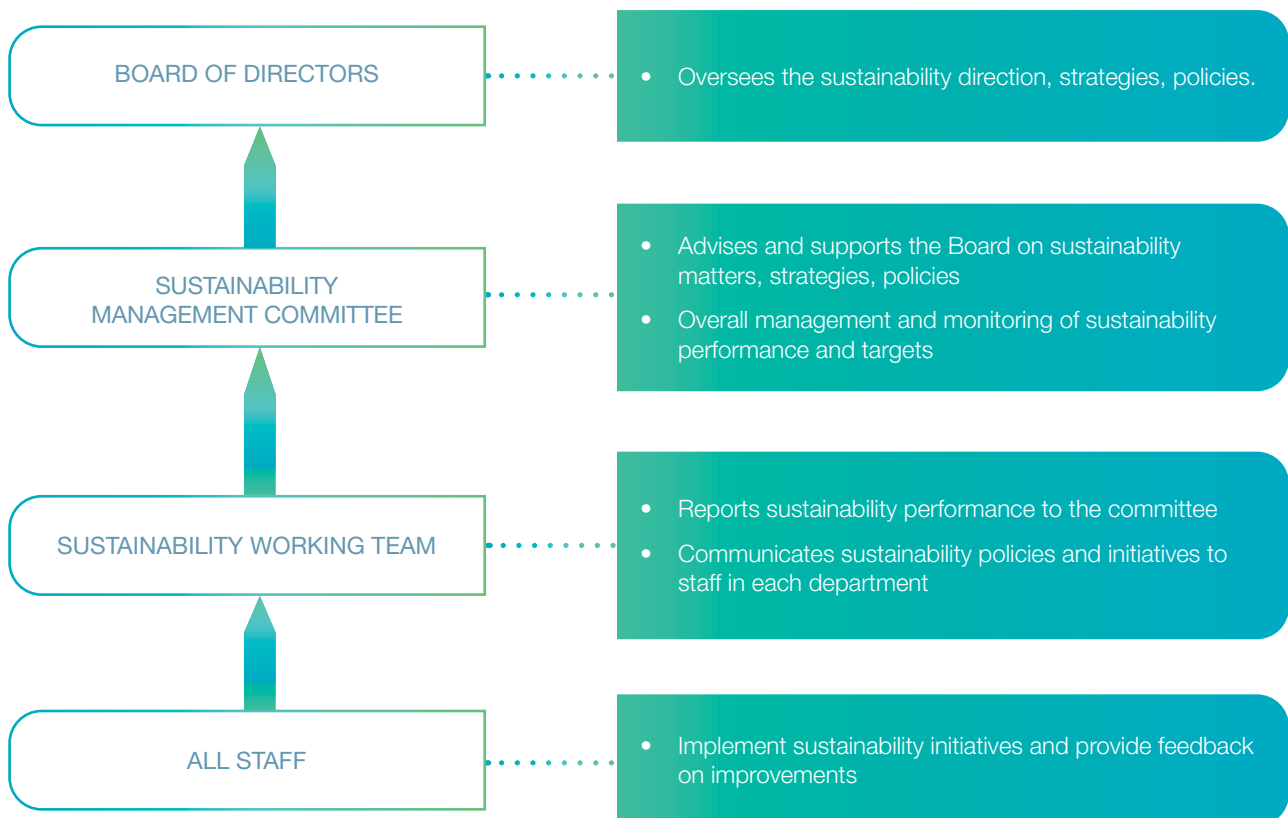 BOARD OF DIRECTORS
• Oversees the sustainability direction, strategies, policies.
SUSTAINABILITY
MANAGEMENT COMMITTEE
• Advises and supports the Board on sustainability
matters, strategies, policies
• Overall management and monitoring of sustainability
performance and targets
SUSTAINABILITY WORKING TEAM
• Reports sustainability performance to the committee
• Communicates sustainability policies and initiatives to
staff in each department
ALL STAFF
• Implement sustainability initiatives and provide feedback
on improvements